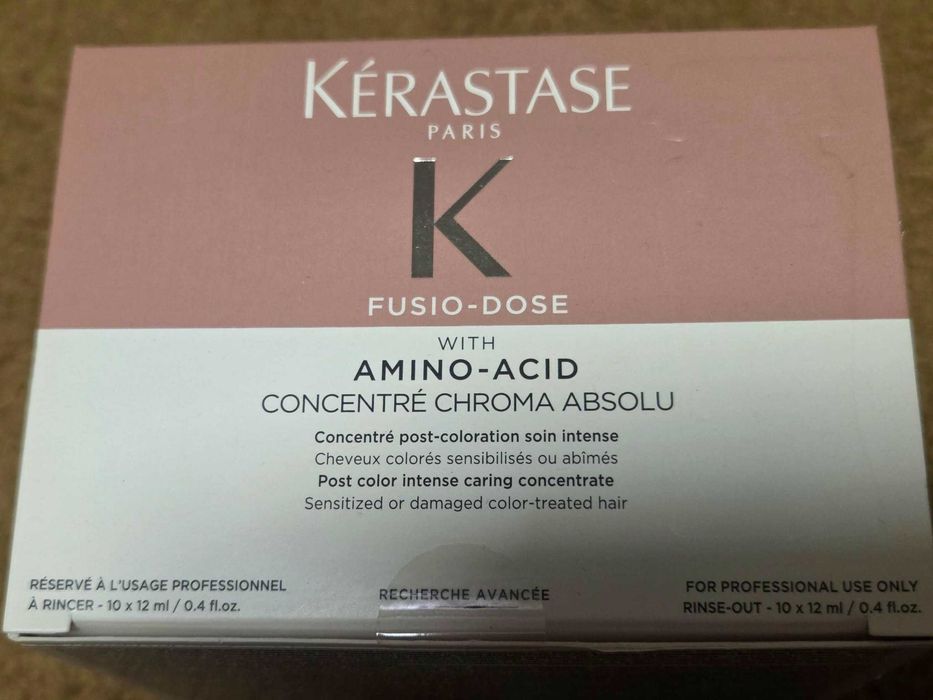 KÉRASTASE
PARIS
K
FUSIO-DOSE
WITH
AMINO-ACID
CONCENTRÉ CHROMA ABSOLU
Concentré post-coloration soin intense
Cheveux colorés sensibilisés ou abîmés
Post color intense caring concentrate
Sensitized or damaged color-treated hair
RÉSERVÉ À L'USAGE PROFESSIONNEL
À RINCER - 10 x 12 ml / 0.4 fl.oz.
RECHERCHE AVANCÉE
FOR PROFESSIONAL USE ONLY
RINSE-OUT - 10 x 12 ml / 0.4 fl.oz.